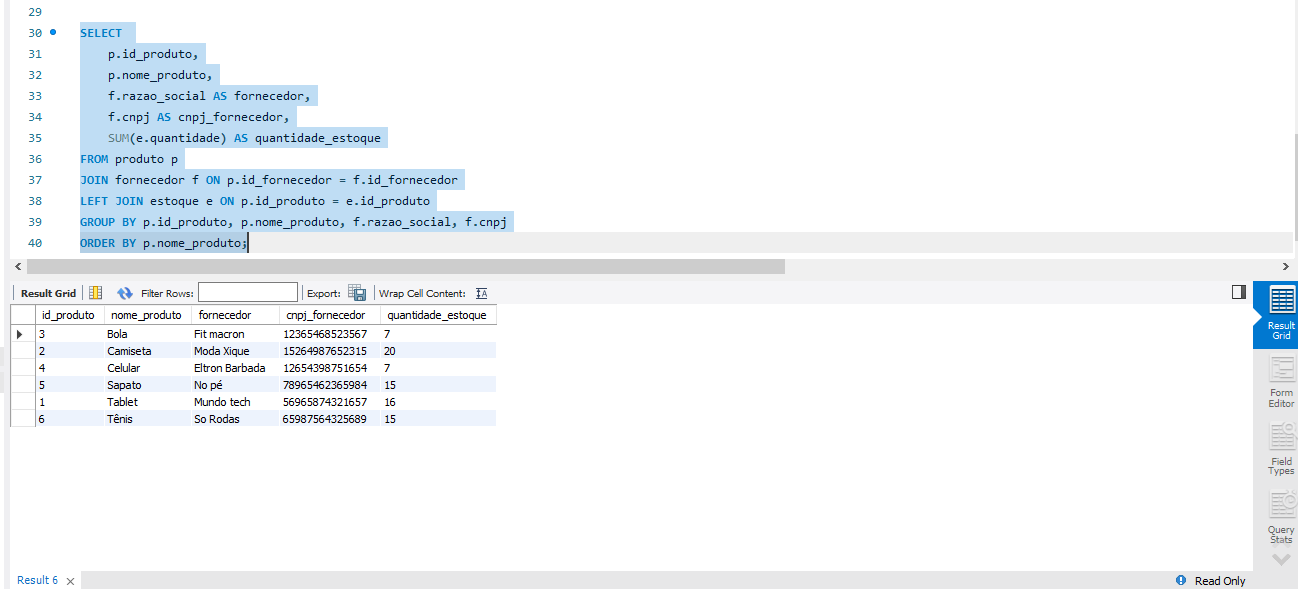 29
30 SELECT
31 p.id_produto,
32 p.nome_produto,
33 f.razao_social AS fornecedor,
34 f.cnpj AS cnpj_fornecedor,
35 SUM(e.quantidade) AS quantidade_estoque
36 FROM produto p
37 JOIN fornecedor f ON p.id_fornecedor = f.id_fornecedor
38 LEFT JOIN estoque e ON p.id_produto = e.id_produto
39 GROUP BY p.id_produto, p.nome_produto, f.razao_social, f.cnpj
40 ORDER BY p.nome_produto;
Result Grid Filter Rows: Export: Wrap Cell Content:
id_produto nome_produto fornecedor cnpj_fornecedor quantidade_estoque
3 Bola Fit macron 12365468523567 7
2 Camiseta Moda Xique 15264987652315 20
4 Celular Eltron Barbada 12654398751654 7
5 Sapato No pé 78965462365984 15
1 Tablet Mundo tech 56965874321657 16
6 Tênis So Rodas 65987564325689 15
Result
Grid
Form
Editor
Field
Types
Query
Stats
Result 6
Read Only